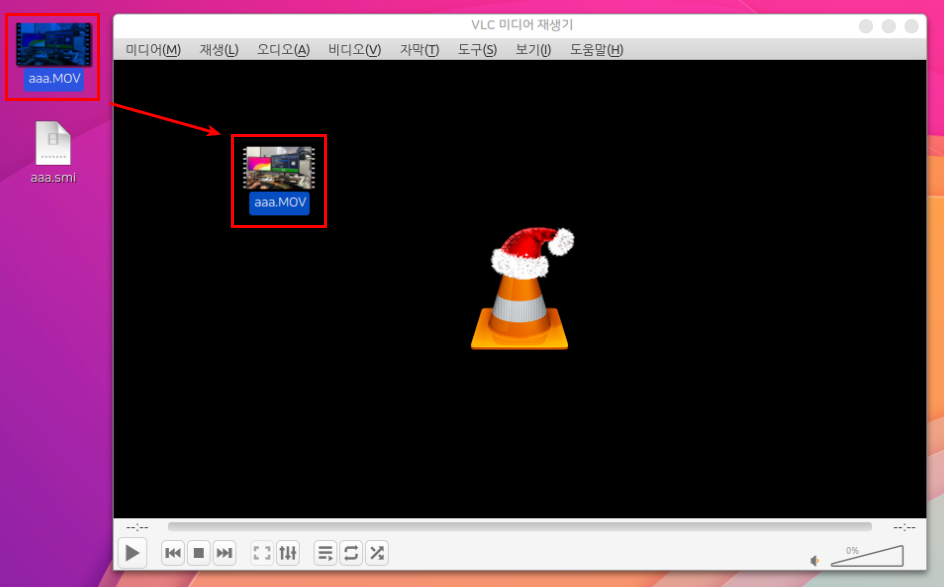 VLC 미디어 재생기
미디어(M) 재생(L) 오디오(A) 비디오(V) 자막(T) 도구(S) 보기(I) 도움말(H)
aaa.MOV
aaa.smi
aaa.MOV
--:-- --:--
0%